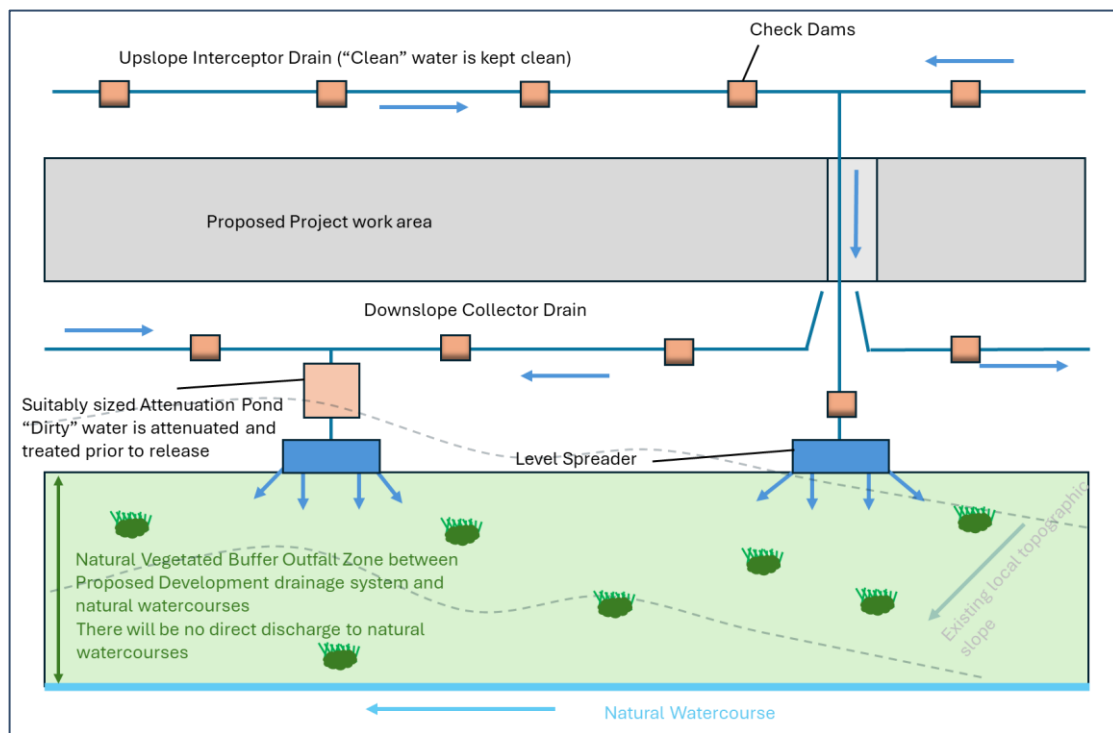 Check Dams
Upslope Interceptor Drain (“Clean” water is kept clean)
Proposed Project work area
Downslope Collector Drain
Suitably sized Attenuation Pond
“Dirty” water is attenuated and
treated prior to release
Level Spreader
Natural Vegetated Buffer Outfall Zone between
Proposed Development drainage system and
natural watercourses
There will be no direct discharge to natural
watercourses
Existing local topographic
slope
Natural Watercourse